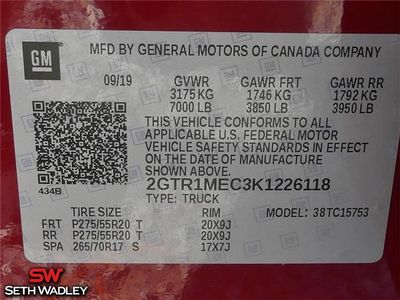 GM
MFD BY GENERAL MOTORS OF CANADA COMPANY
09/19 GVWR GAWR FRT GAWR RR
3175 KG 1746 KG 1792 KG
7000 LB 3850 LB 3950 LB
THIS VEHICLE CONFORMS TO ALL
APPLICABLE U.S. FEDERAL MOTOR
VEHICLE SAFETY STANDARDS IN EFFECT
ON THE DATE OF MANUFACTURE
SHOWN ABOVE.
434B
2GTR1MEC3K1226118
TYPE: TRUCK MODEL: 38TC15753
TIRE SIZE RIM
FRT P275/55R20 T 20X9J
RR P275/55R20 T 20X9J
SPA 265/70R17 S 17X7J
SW
SETH WADLEY